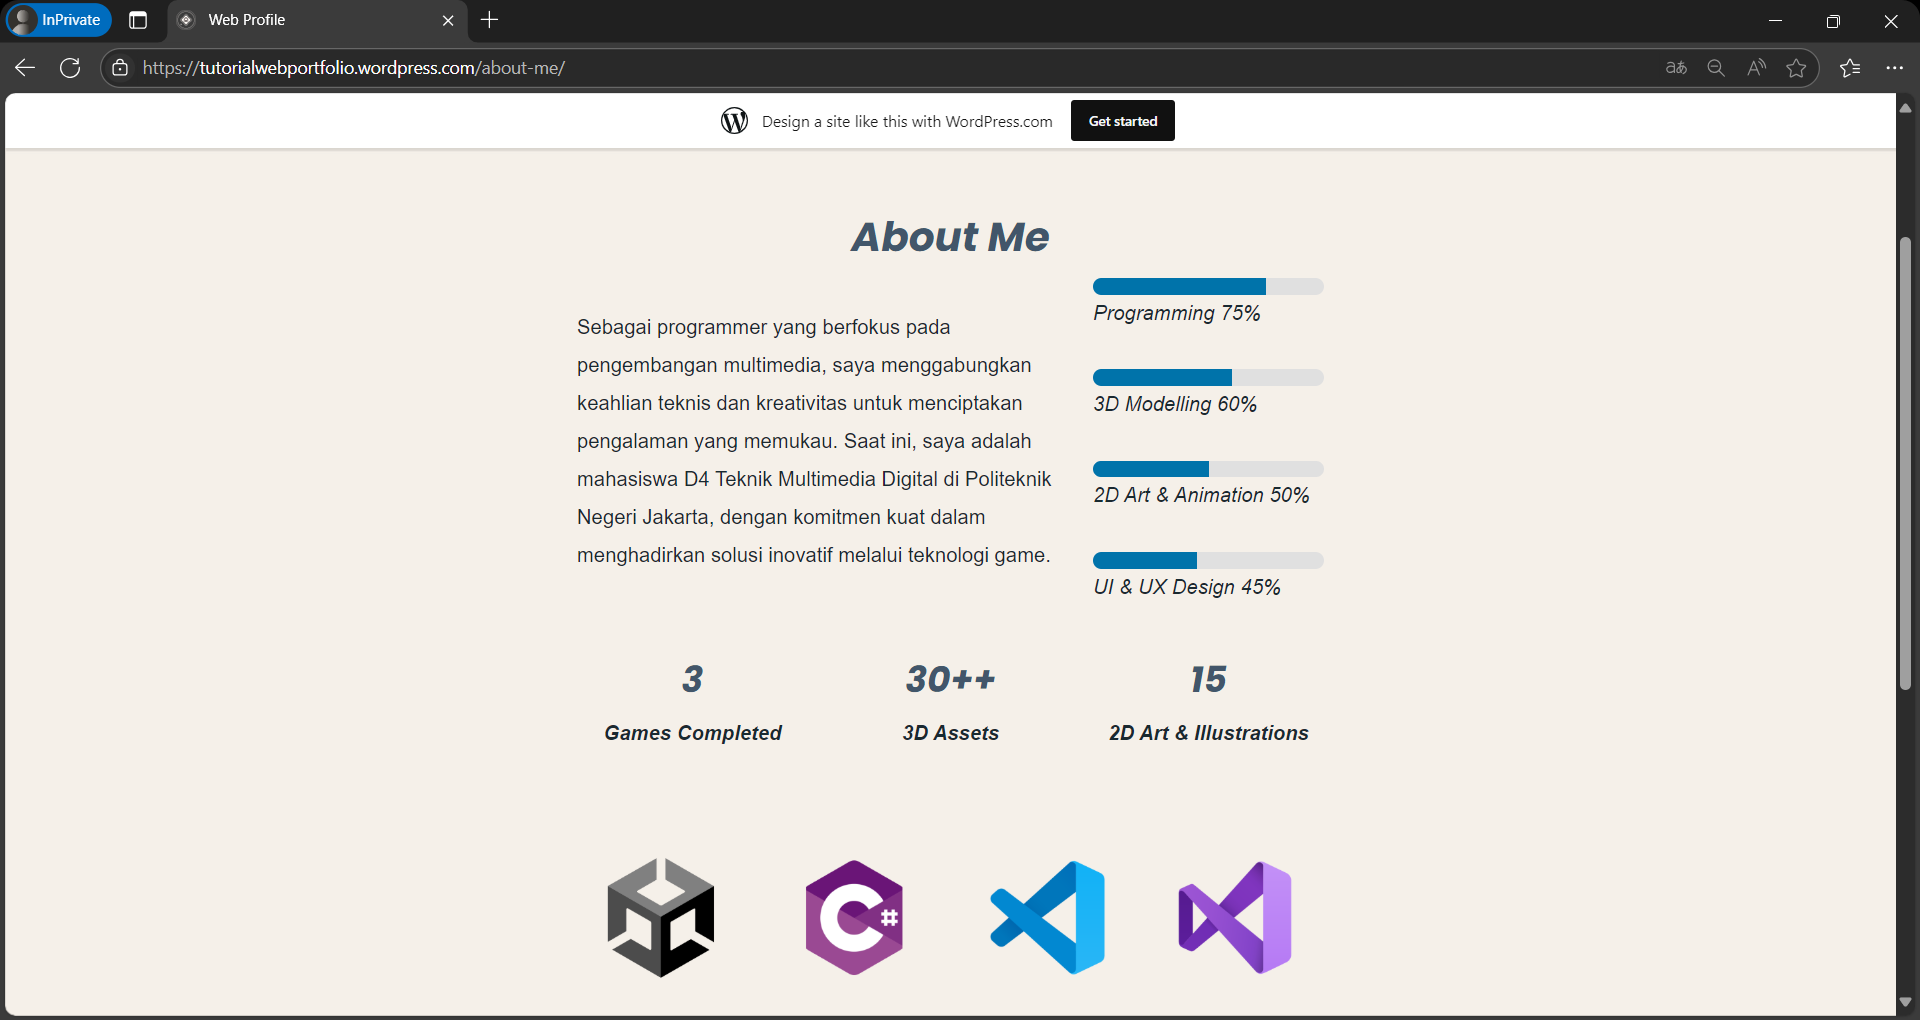 InPrivate
Web Profile
https://tutorialwebportfolio.wordpress.com/about-me/
Design a site like this with WordPress.com
Get started
About Me
Sebagai programmer yang berfokus pada
pengembangan multimedia, saya menggabungkan
keahlian teknis dan kreativitas untuk menciptakan
pengalaman yang memukau. Saat ini, saya adalah
mahasiswa D4 Teknik Multimedia Digital di Politeknik
Negeri Jakarta, dengan komitmen kuat dalam
menghadirkan solusi inovatif melalui teknologi game.
Programming 75%
3D Modelling 60%
2D Art & Animation 50%
UI & UX Design 45%
3
Games Completed
30++
3D Assets
15
2D Art & Illustrations
C#